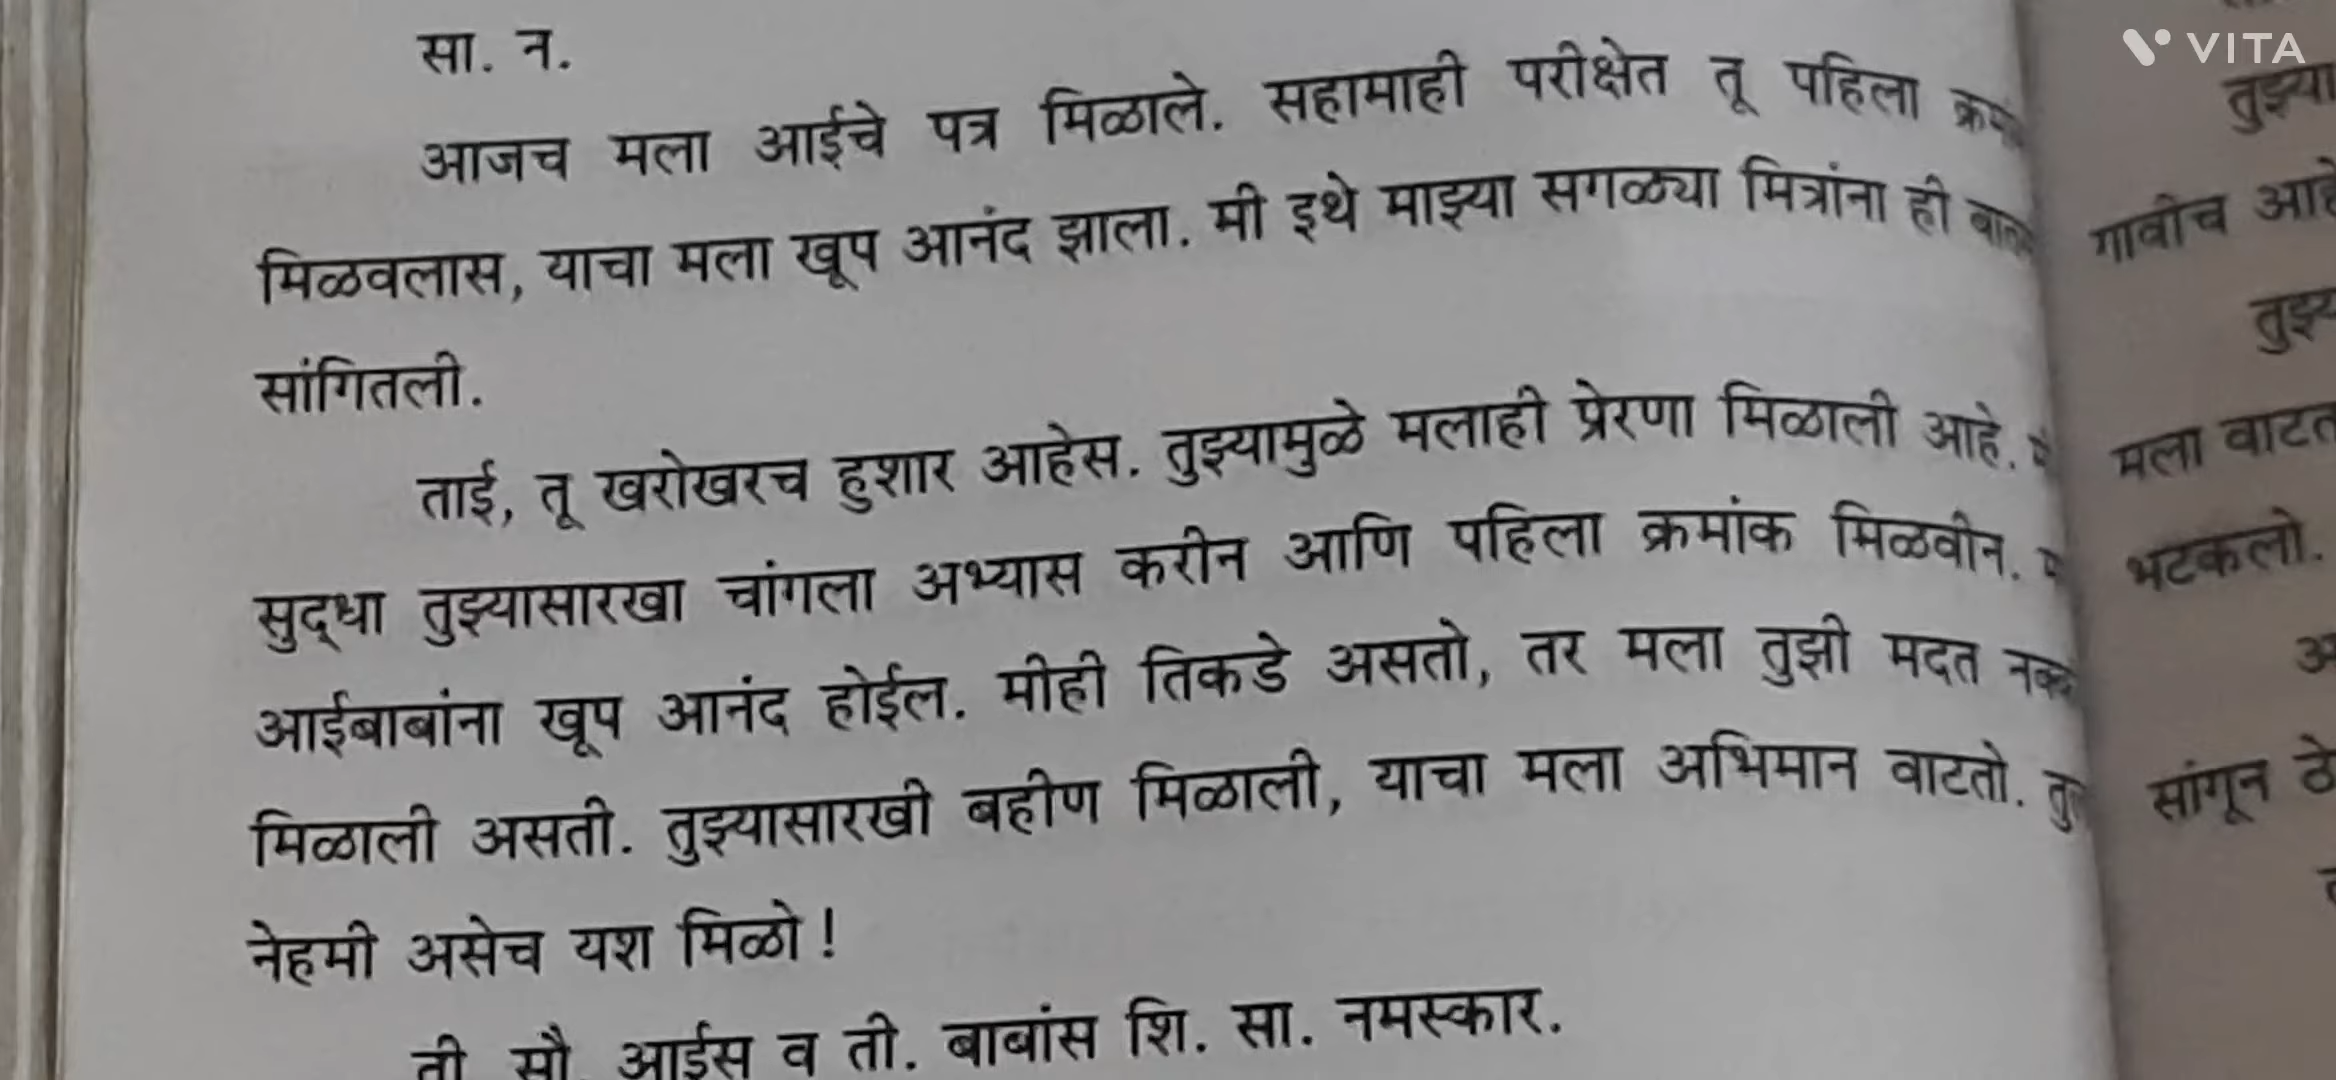 सा. न.
आजच मला आईचे पत्र मिळाले. सहामाही परीक्षेत तू पहिला
मिळवलास, याचा मला खूप आनंद झाला. मी इथे माझ्या सगळ्या मित्रांना ही
सांगितली.
ताई, तू खरोखरच हुशार आहेस. तुझ्यामुळे मलाही प्रेरणा मिळाली आहे.
सुद्धा तुझ्यासारखा चांगला अभ्यास करीन आणि पहिला क्रमांक मिळवीन.
आईबाबांना खूप आनंद होईल. मीही तिकडे असतो, तर मला तुझी मदत
मिळाली असती. तुझ्यासारखी बहीण मिळाली, याचा मला अभिमान वाटतो.
नेहमी असेच यश मिळो !
ती. सौ. आईस व ती. बाबांस शि. सा. नमस्कार.
VITA
तुझ्या
गावीच आहे
मला वाटत
भटकलो.
सांगून